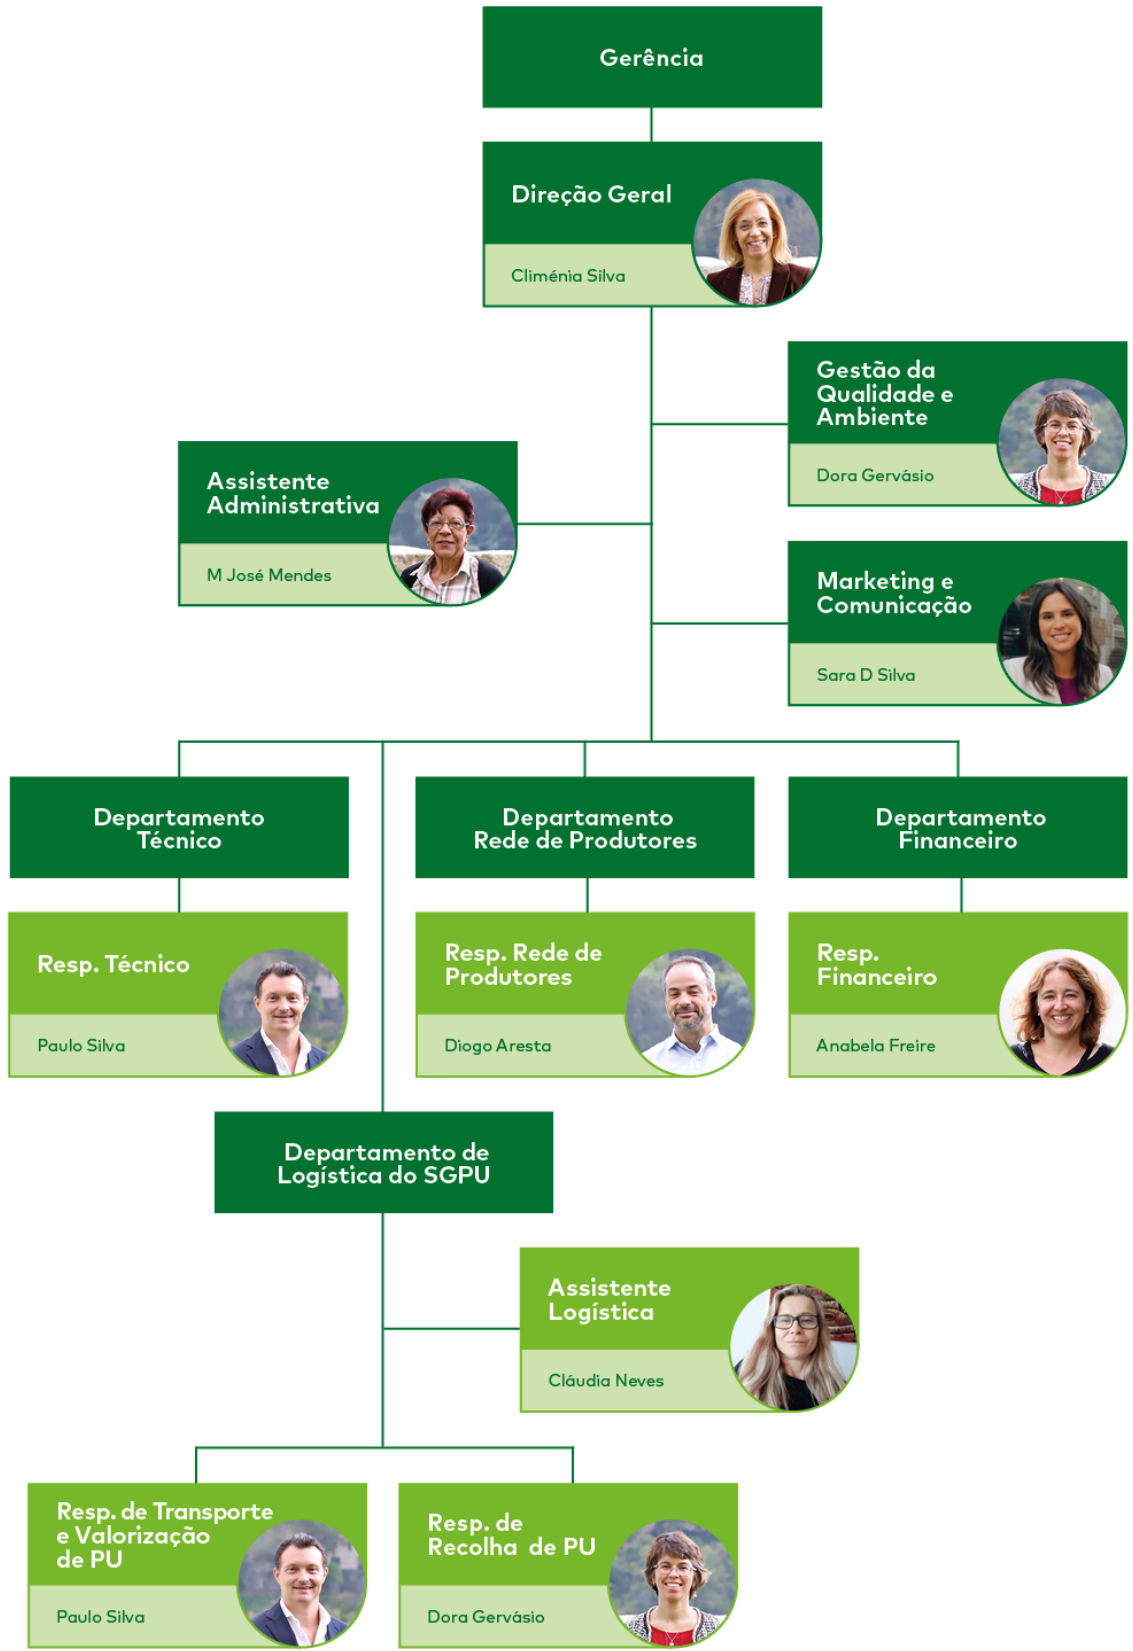 Gerência
Direção Geral
Climénia Silva
Gestão da
Qualidade e
Ambiente
Dora Gervásio
Assistente
Administrativa
M José Mendes
Marketing e
Comunicação
Sara D Silva
Departamento
Técnico
Departamento
Rede de Produtores
Departamento
Financeiro
Resp. Técnico
Paulo Silva
Resp. Rede de
Produtores
Diogo Aresta
Resp.
Financeiro
Anabela Freire
Departamento de
Logística do SGPU
Assistente
Logística
Cláudia Neves
Resp. de Transporte
e Valorização
de PU
Paulo Silva
Resp. de
Recolha de PU
Dora Gervásio